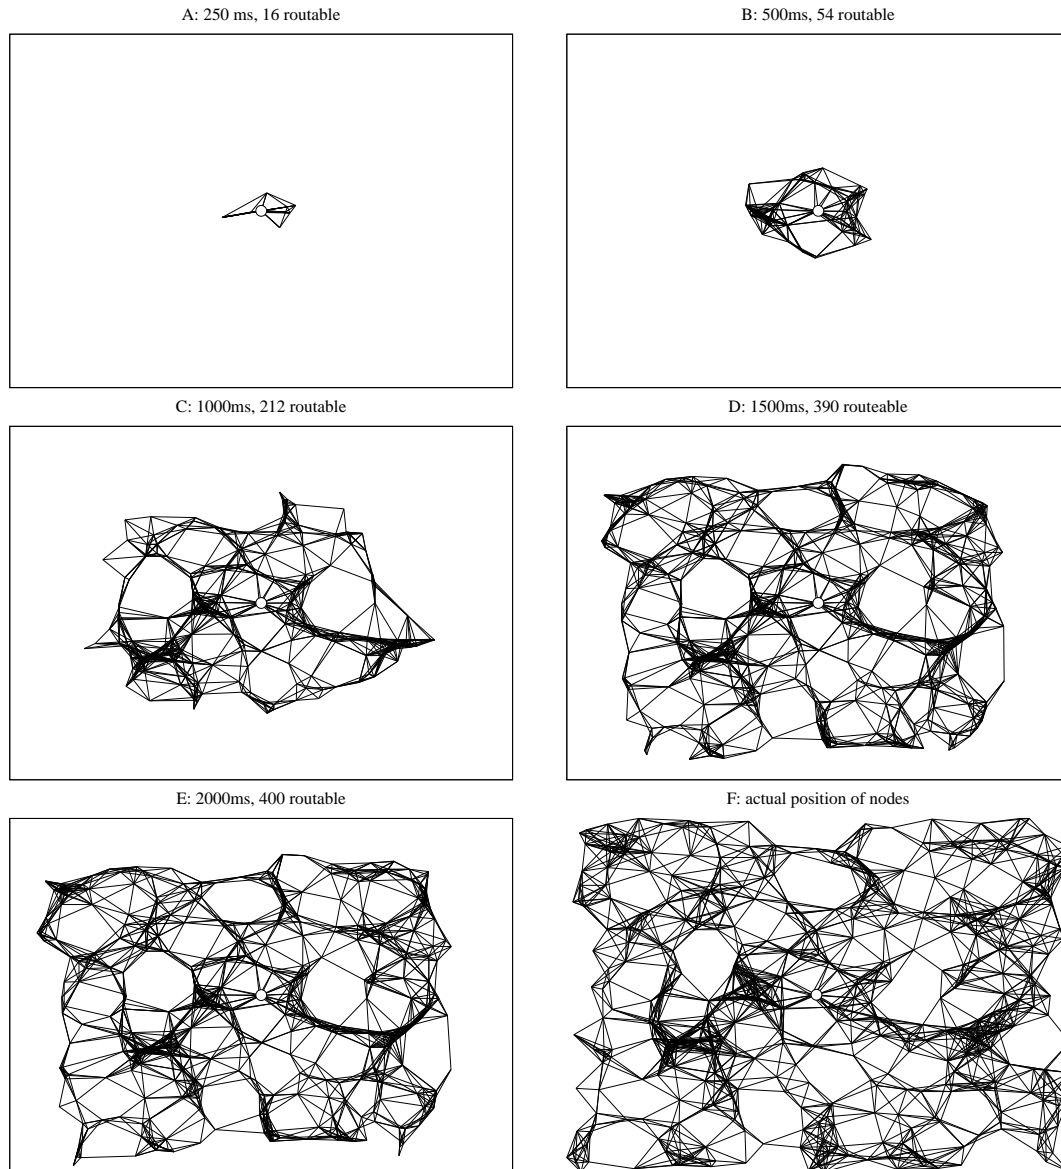 A: 250 ms, 16 routable
B: 500ms, 54 routable
C: 1000ms, 212 routable
D: 1500ms, 390 routeable
E: 2000ms, 400 routable
F: actual position of nodes